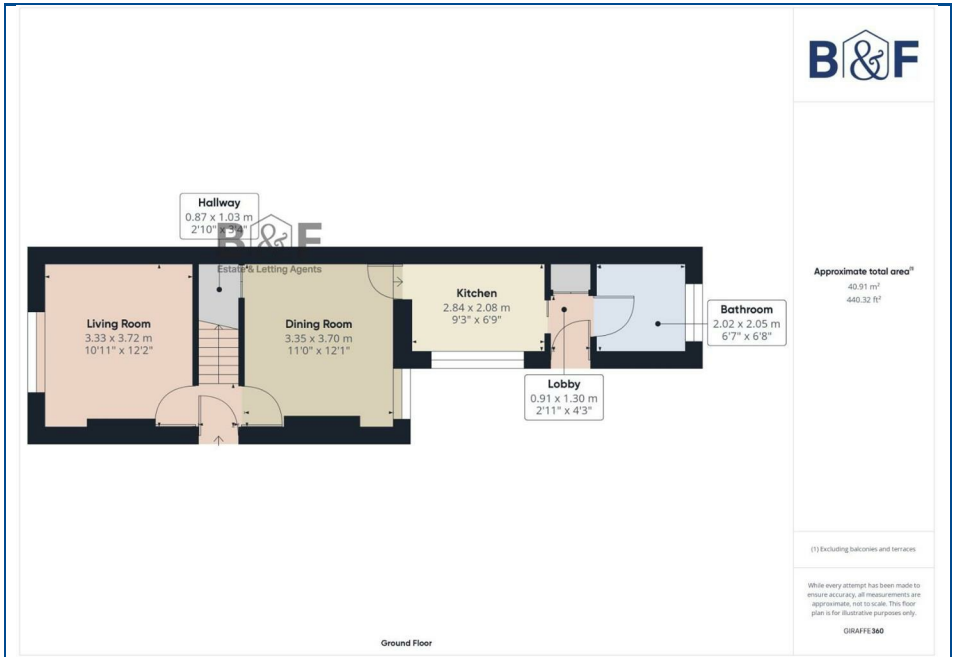 B&F
Hallway
0.87 x 1.03 m
2'10" x 3'4"
B&F
Estate & Letting Agents
Living Room
3.33 x 3.72 m
10'11" x 12'2"
Dining Room
3.35 x 3.70 m
11'0" x 12'1"
Kitchen
2.84 x 2.08 m
9'3" x 6'9"
Bathroom
2.02 x 2.05 m
6'7" x 6'8"
Lobby
0.91 x 1.30 m
2'11" x 4'3"
Ground Floor
Approximate total area(1)
40.91 m²
440.32 ft²
(1) Excluding balconies and terraces
While every attempt has been made to
ensure accuracy, all measurements are
approximate, not to scale. This floor
plan is for illustrative purposes only.
GIRAFFE360